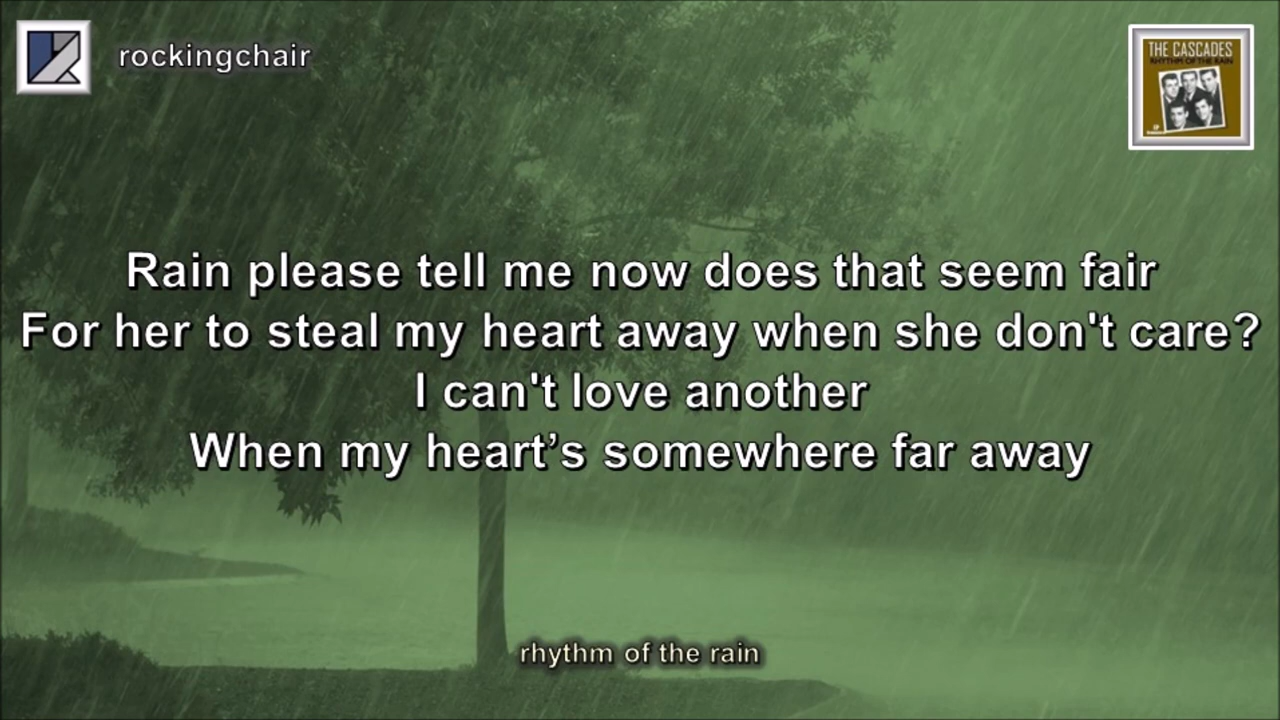 rockingchair
THE CASCADES
RHYTHM OF THE RAIN
Rain please tell me now does that seem fair
For her to steal my heart away when she don't care?
I can't love another
When my heart’s somewhere far away
rhythm of the rain